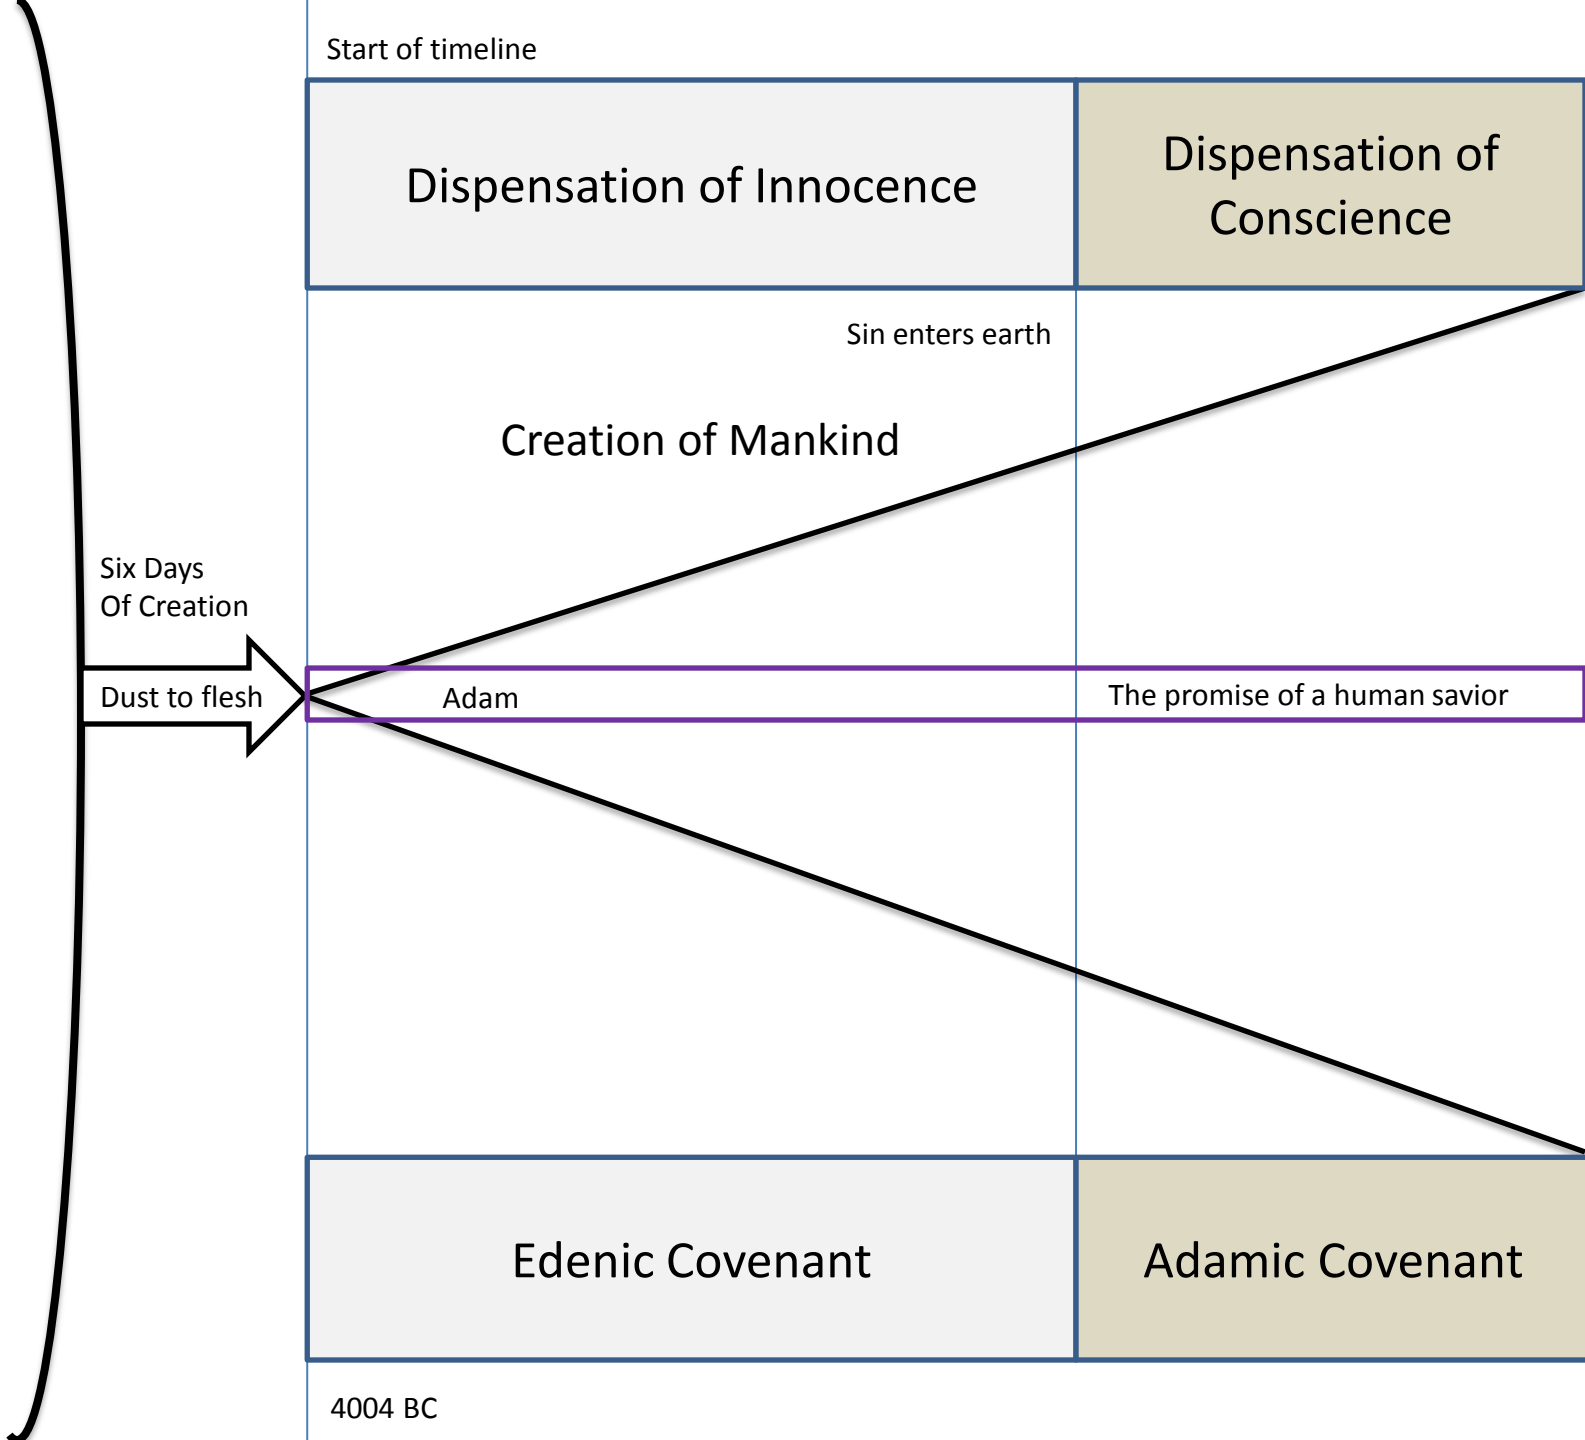 Start of timeline
Dispensation of Innocence
Dispensation of
Conscience
Sin enters earth
Creation of Mankind
Six Days
Of Creation
Dust to flesh
Adam
The promise of a human savior
Edenic Covenant
Adamic Covenant
4004 BC